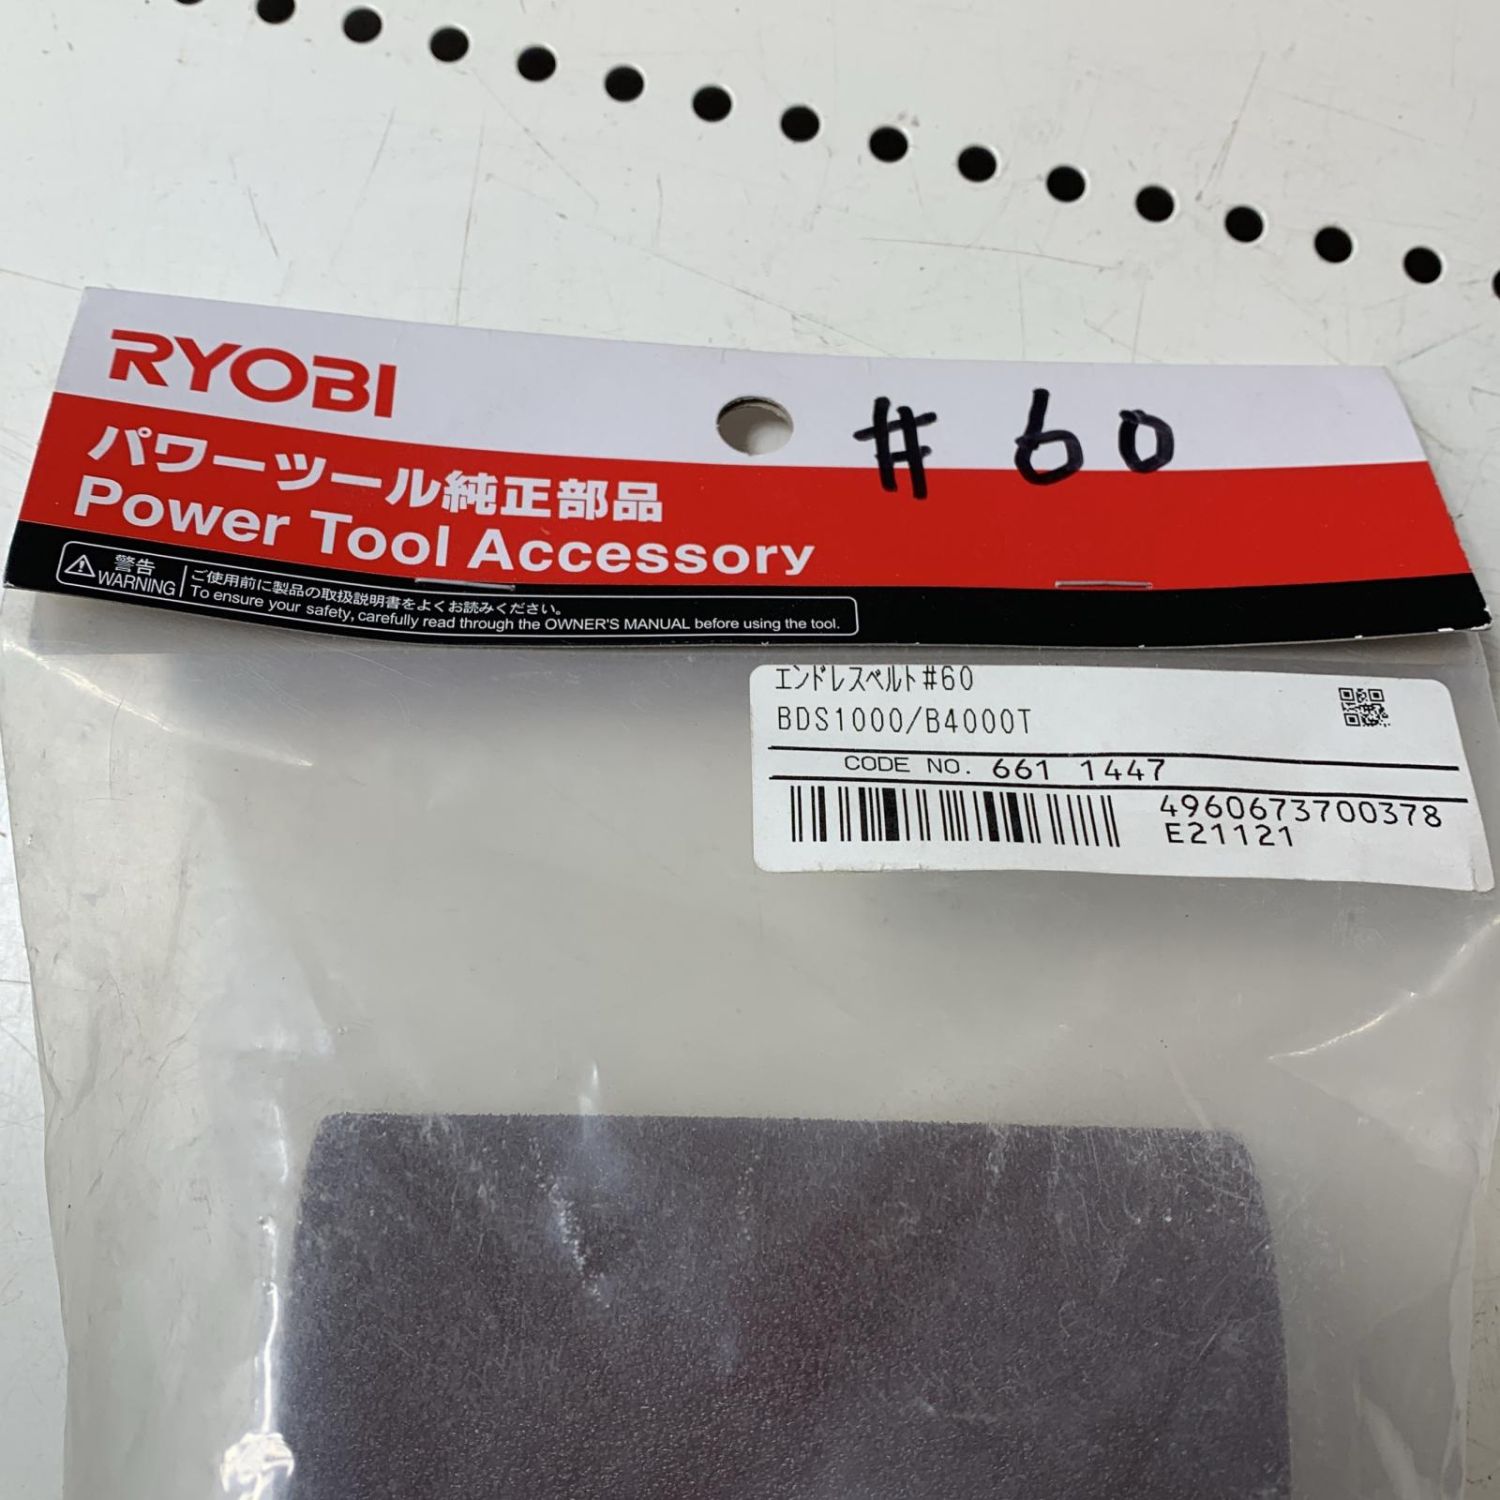 RYOBI
# 60
パワーツール純正部品
Power Tool Accessory
警告
WARNING
ご使用前に製品の取扱説明書をよくお読みください。
To ensure your safety, carefully read through the OWNER'S MANUAL before using the tool.
エンドレスベルト#60
BDS1000/B4000T
CODE NO. 661 1447
4960673700378
E21121